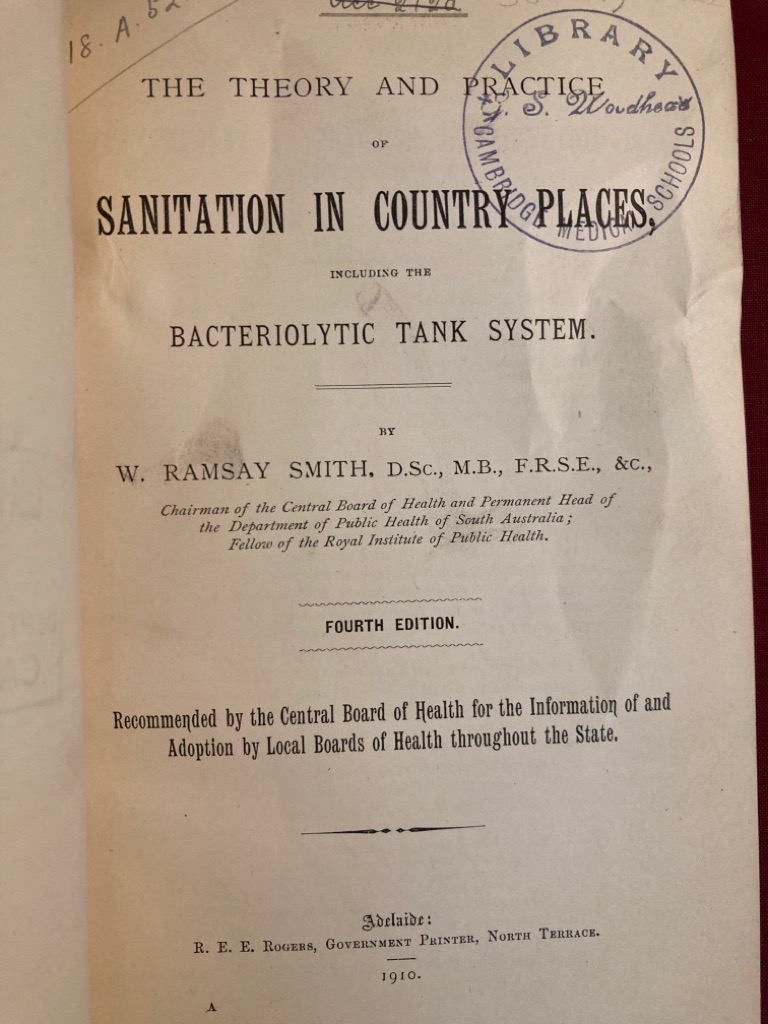 18. A. 52
THE THEORY AND PRACTICE
OF
SANITATION IN COUNTRY PLACES,
INCLUDING THE
BACTERIOLYTIC TANK SYSTEM.
BY
W. RAMSAY SMITH, D.Sc., M.B., F.R.S.E., &c.,
Chairman of the Central Board of Health and Permanent Head of
the Department of Public Health of South Australia;
Fellow of the Royal Institute of Public Health.
FOURTH EDITION.
Recommended by the Central Board of Health for the Information of and
Adoption by Local Boards of Health throughout the State.
Adelaide:
R. E. E. Rogers, Government Printer, North Terrace.
1910.
A
LIBRARY
S. Woodhead
CAMBRIDGE MEDICAL SCHOOLS